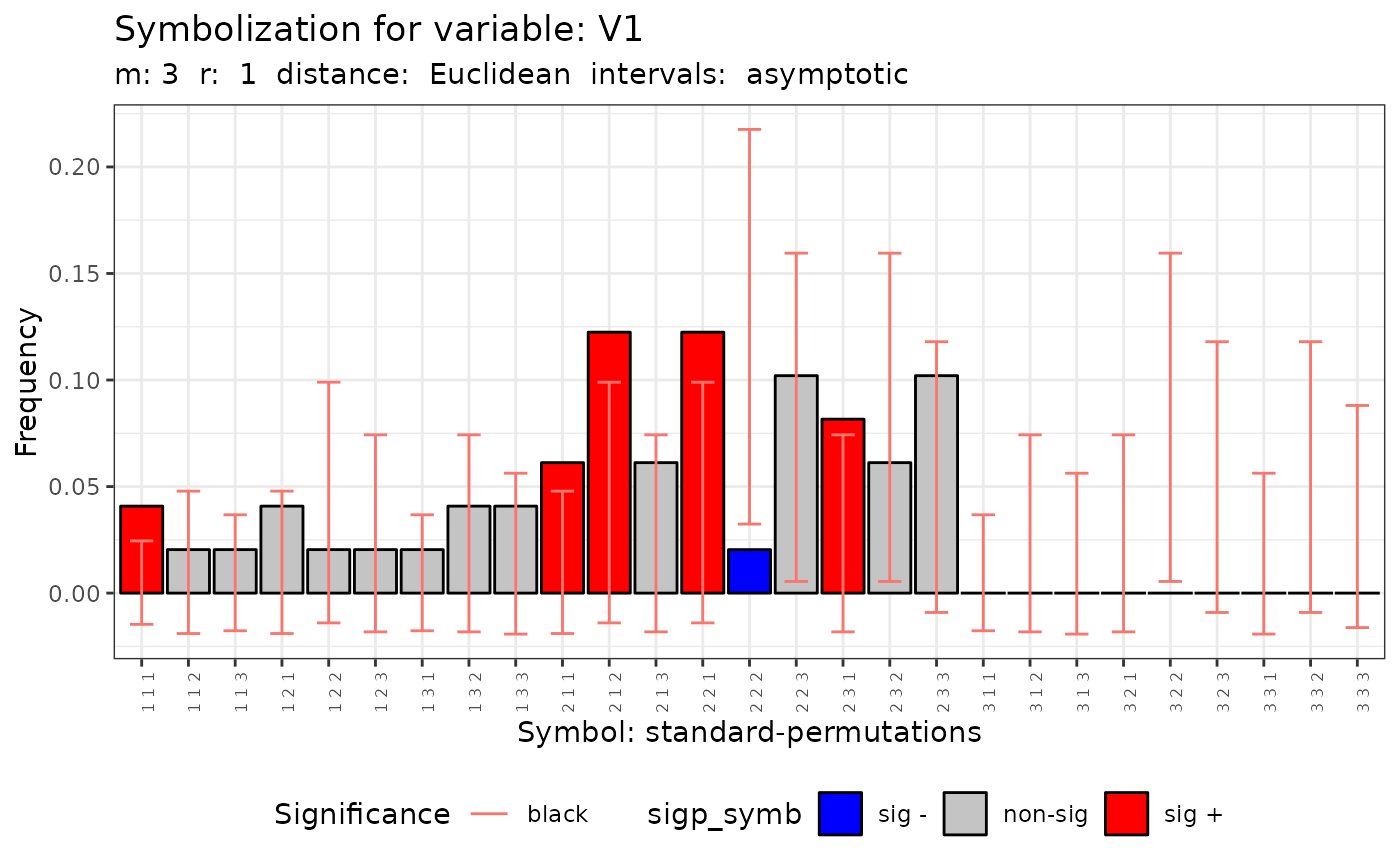 Symbolization for variable: V1
m: 3 r: 1 distance: Euclidean intervals: asymptotic
Frequency
0.20
0.15
0.10
0.05
0.00
1 1 1
1 1 2
1 1 3
1 2 1
1 2 2
1 2 3
1 3 1
1 3 2
1 3 3
2 1 1
2 1 2
2 1 3
2 2 1
2 2 2
2 2 3
2 3 1
2 3 2
2 3 3
3 1 1
3 1 2
3 1 3
3 2 1
3 2 2
3 2 3
3 3 1
3 3 2
3 3 3
Symbol: standard-permutations
Significance black sigp_symb sig - non-sig sig +